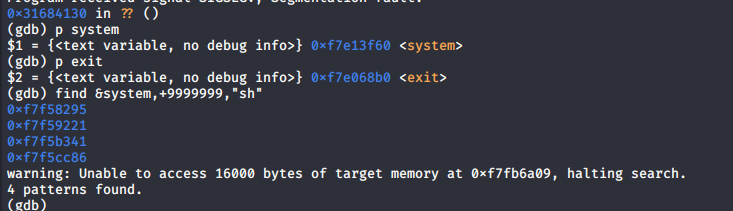 0x31684130 in ?? ()
(gdb) p system
$1 = {<text variable, no debug info>} 0xf7e13f60 <system>
(gdb) p exit
$2 = {<text variable, no debug info>} 0xf7e068b0 <exit>
(gdb) find &system,+9999999,"sh"
0xf7f58295
0xf7f59221
0xf7f5b341
0xf7f5cc86
warning: Unable to access 16000 bytes of target memory at 0xf7fb6a09, halting search.
4 patterns found.
(gdb)